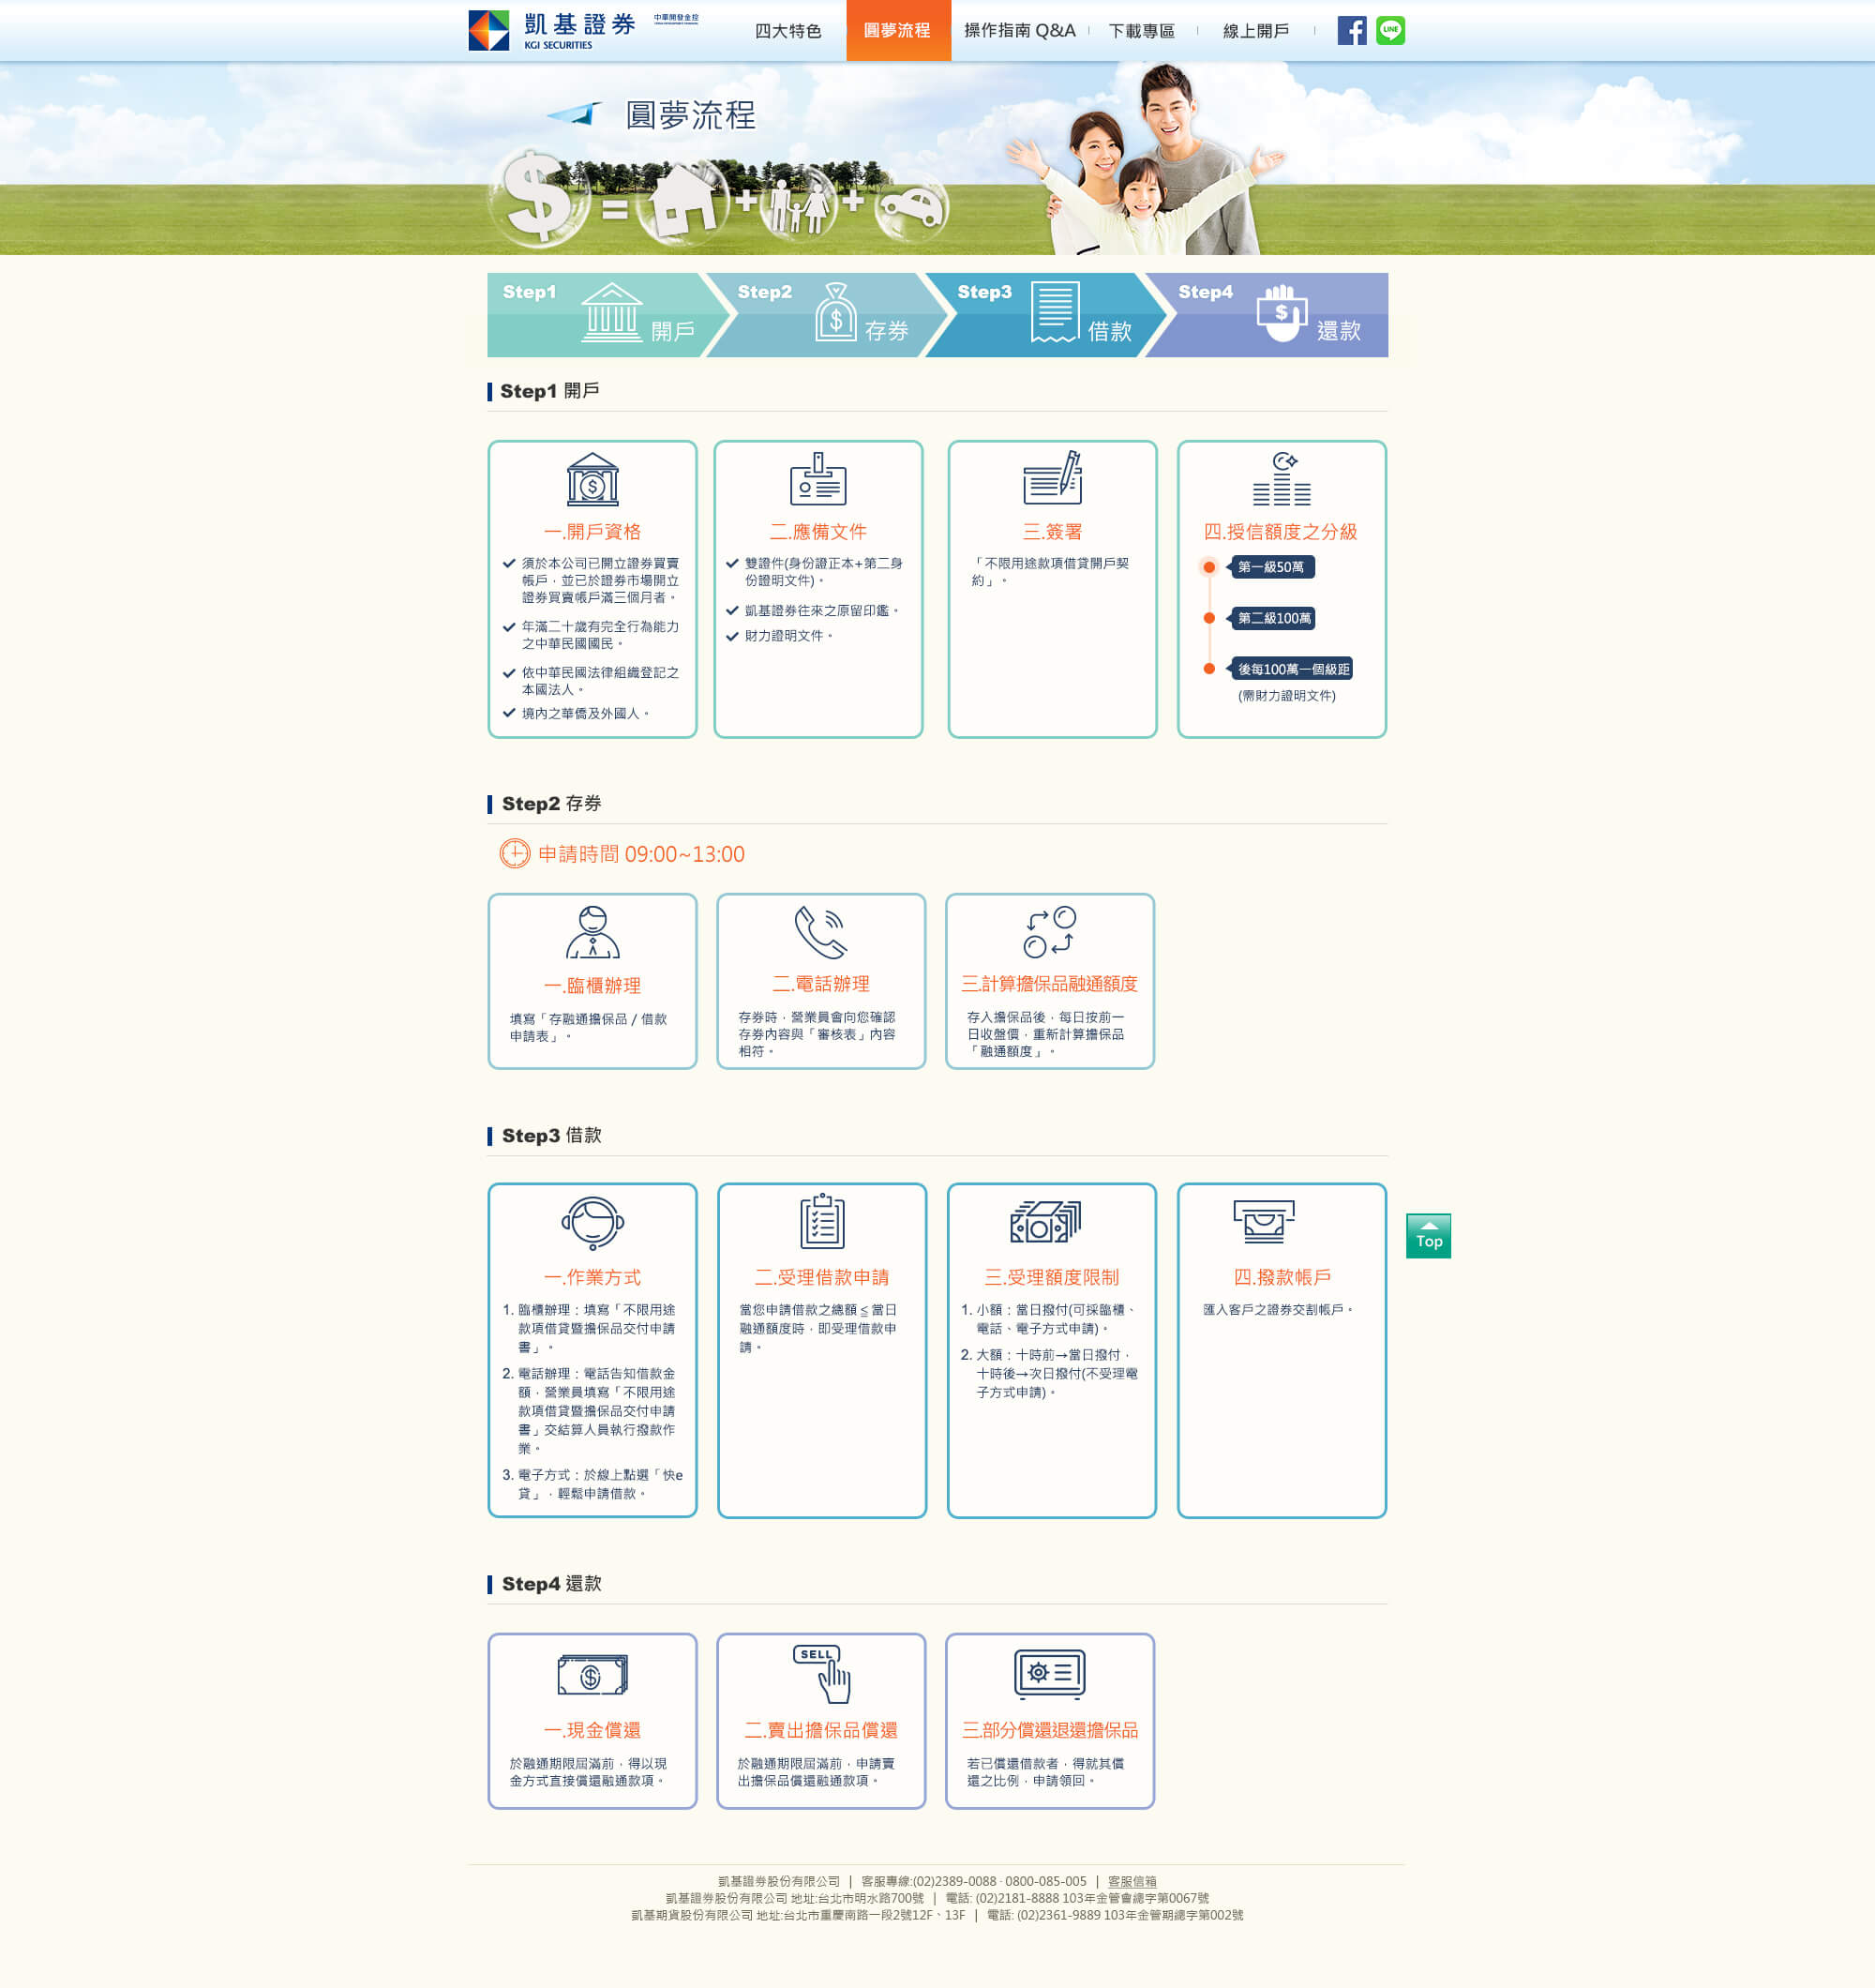 凱基證券
KGI SECURITIES
中華開發金控
四大特色
圓夢流程
操作指南 Q&A
下載專區
線上開戶
LINE
圓夢流程
Step1 開戶
Step2 存券
Step3 借款
Step4 還款
Step1 開戶
一.開戶資格
須於本公司已開立證券買賣
帳戶，並已於證券市場開立
證券買賣帳戶滿三個月者。
年滿二十歲有完全行為能力
之中華民國國民。
依中華民國法律組織登記之
本國法人。
境內之華僑及外國人。
二.應備文件
雙證件(身份證正本+第二身
份證明文件)。
凱基證券往來之原留印鑑。
財力證明文件。
三.簽署
「不限用途款項借貸開戶契
約」。
四.授信額度之分級
第一級50萬
第二級100萬
後每100萬一個級距
(需財力證明文件)
Step2 存券
申請時間 09:00~13:00
一.臨櫃辦理
填寫「存融通擔保品 / 借款
申請表」。
二.電話辦理
存券時，營業員會向您確認
存券內容與「審核表」內容
相符。
三.計算擔保品融通額度
存入擔保品後，每日按前一
日收盤價，重新計算擔保品
「融通額度」。
Step3 借款
一.作業方式
1. 臨櫃辦理：填寫「不限用途
款項借貸暨擔保品交付申請
書」。
2. 電話辦理：電話告知借款金
額，營業員填寫「不限用途
款項借貸暨擔保品交付申請
書」交結算人員執行撥款作
業。
3. 電子方式：於線上點選「快e
貸」，輕鬆申請借款。
二.受理借款申請
當您申請借款之總額≦當日
融通額度時，即受理借款申
請。
三.受理額度限制
1. 小額：當日撥付(可採臨櫃、
電話、電子方式申請)。
2. 大額：十時前→當日撥付，
十時後→次日撥付(不受理電
子方式申請)。
四.撥款帳戶
匯入客戶之證券交割帳戶。
Top
Step4 還款
一.現金償還
於融通期限屆滿前，得以現
金方式直接償還融通款項。
SELL
二.賣出擔保品償還
於融通期限屆滿前，申請賣
出擔保品償還融通款項。
三.部分償還退還擔保品
若已償還借款者，得就其償
還之比例，申請領回。
凱基證券股份有限公司 | 客服專線:(02)2389-0088 · 0800-085-005 | 客服信箱
凱基證券股份有限公司 地址:台北市明水路700號 | 電話: (02)2181-8888 103年金管會總字第0067號
凱基期貨股份有限公司 地址:台北市重慶南路一段2號12F、13F | 電話: (02)2361-9889 103年金管期總字第002號